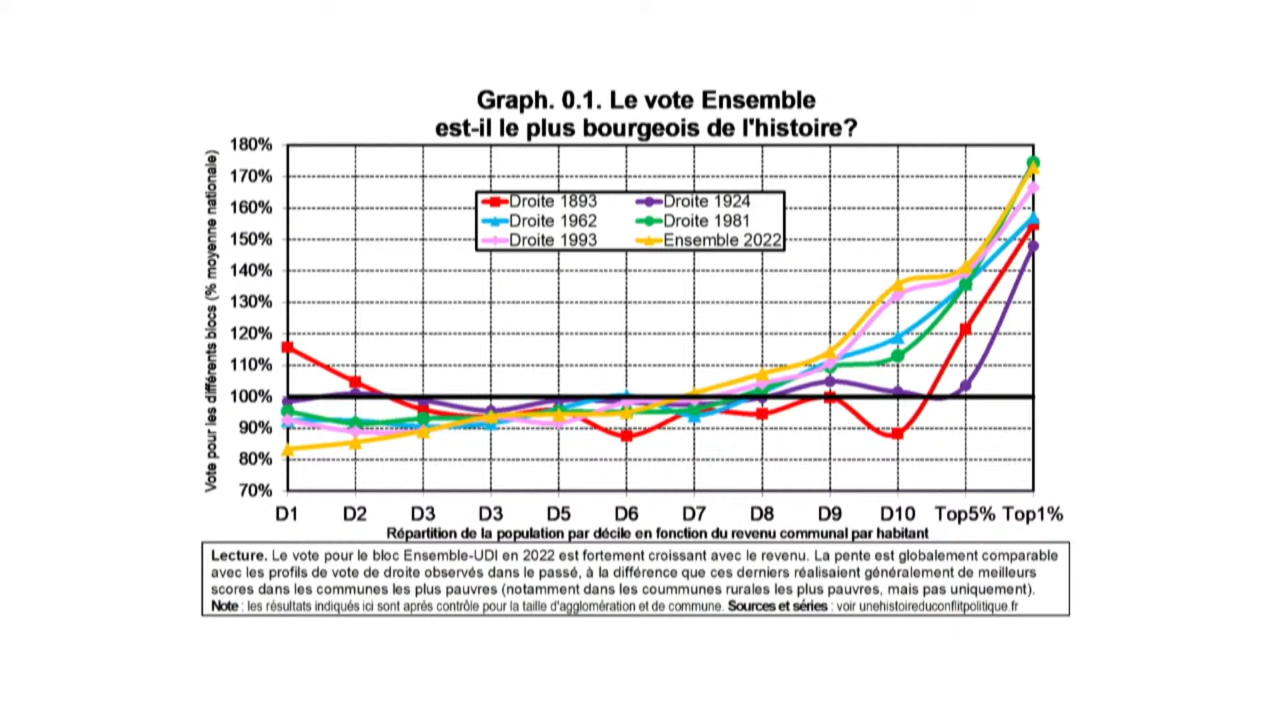 Graph. 0.1. Le vote Ensemble
est-il le plus bourgeois de l'histoire?
Vote pour les différents blocs (% moyenne nationale)
180%
170%
160%
150%
140%
130%
120%
110%
100%
90%
80%
70%
Droite 1893 Droite 1924
Droite 1962 Droite 1981
Droite 1993 Ensemble 2022
D1 D2 D3 D3 D5 D6 D7 D8 D9 D10 Top5% Top1%
Répartition de la population par décile en fonction du revenu communal par habitant
Lecture. Le vote pour le bloc Ensemble-UDI en 2022 est fortement croissant avec le revenu. La pente est globalement comparable
avec les profils de vote de droite observés dans le passé, à la différence que ces derniers réalisaient généralement de meilleurs
scores dans les communes les plus pauvres (notamment dans les coummunes rurales les plus pauvres, mais pas uniquement).
Note : les résultats indiqués ici sont après contrôle pour la taille d'agglomération et de commune. Sources et séries : voir unehistoireduconflitpolitique.fr